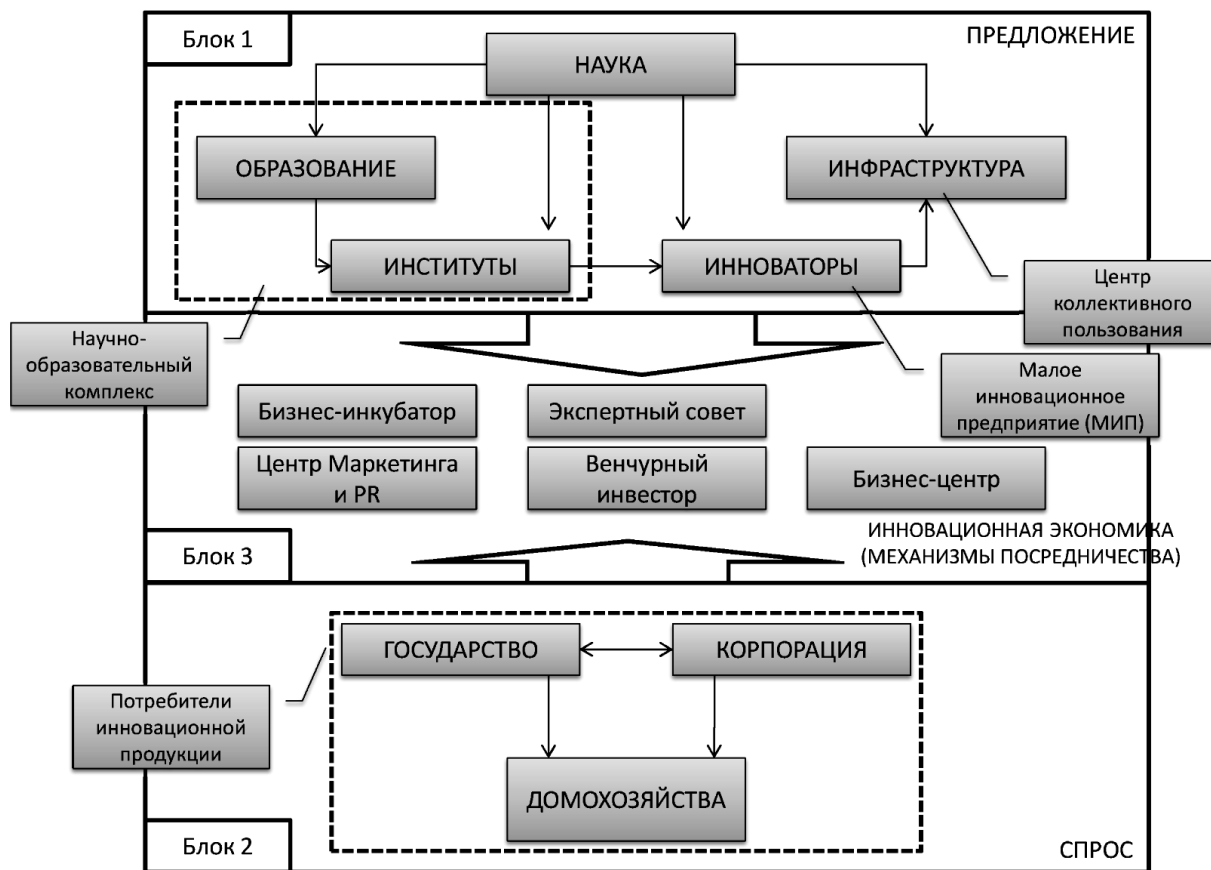 Блок 1
ПРЕДЛОЖЕНИЕ
НАУКА
ОБРАЗОВАНИЕ
ИНФРАСТРУКТУРА
ИНСТИТУТЫ
ИННОВАТОРЫ
Центр
коллективного
пользования
Научно-
образовательный
комплекс
Малое
инновационное
предприятие (МИП)
Бизнес-инкубатор
Экспертный совет
Центр Маркетинга
и PR
Венчурный
инвестор
Бизнес-центр
ИННОВАЦИОННАЯ ЭКОНОМИКА
(МЕХАНИЗМЫ ПОСРЕДНИЧЕСТВА)
Блок 3
ГОСУДАРСТВО
КОРПОРАЦИЯ
Потребители
инновационной
продукции
ДОМОХОЗЯЙСТВА
Блок 2
СПРОС